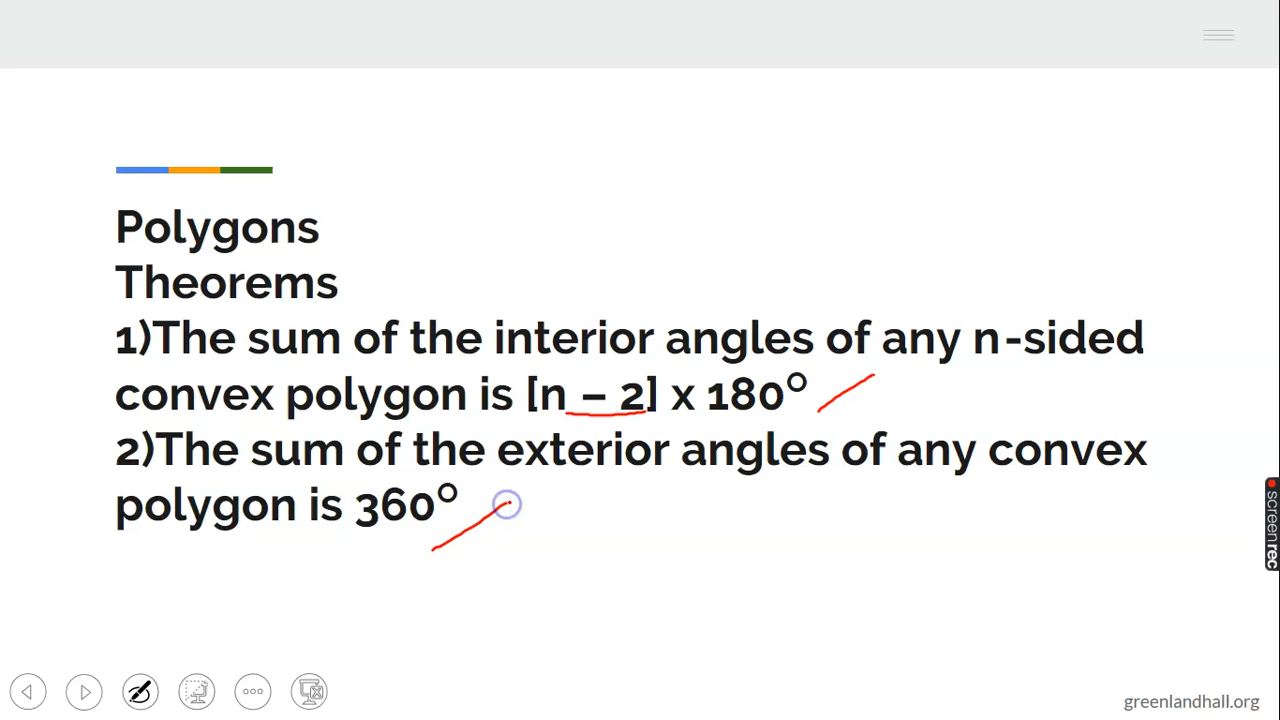 Polygons
Theorems
1)The sum of the interior angles of any n-sided
convex polygon is [n – 2] x 180°
2)The sum of the exterior angles of any convex
polygon is 360°
screenrec
greenlandhall.org